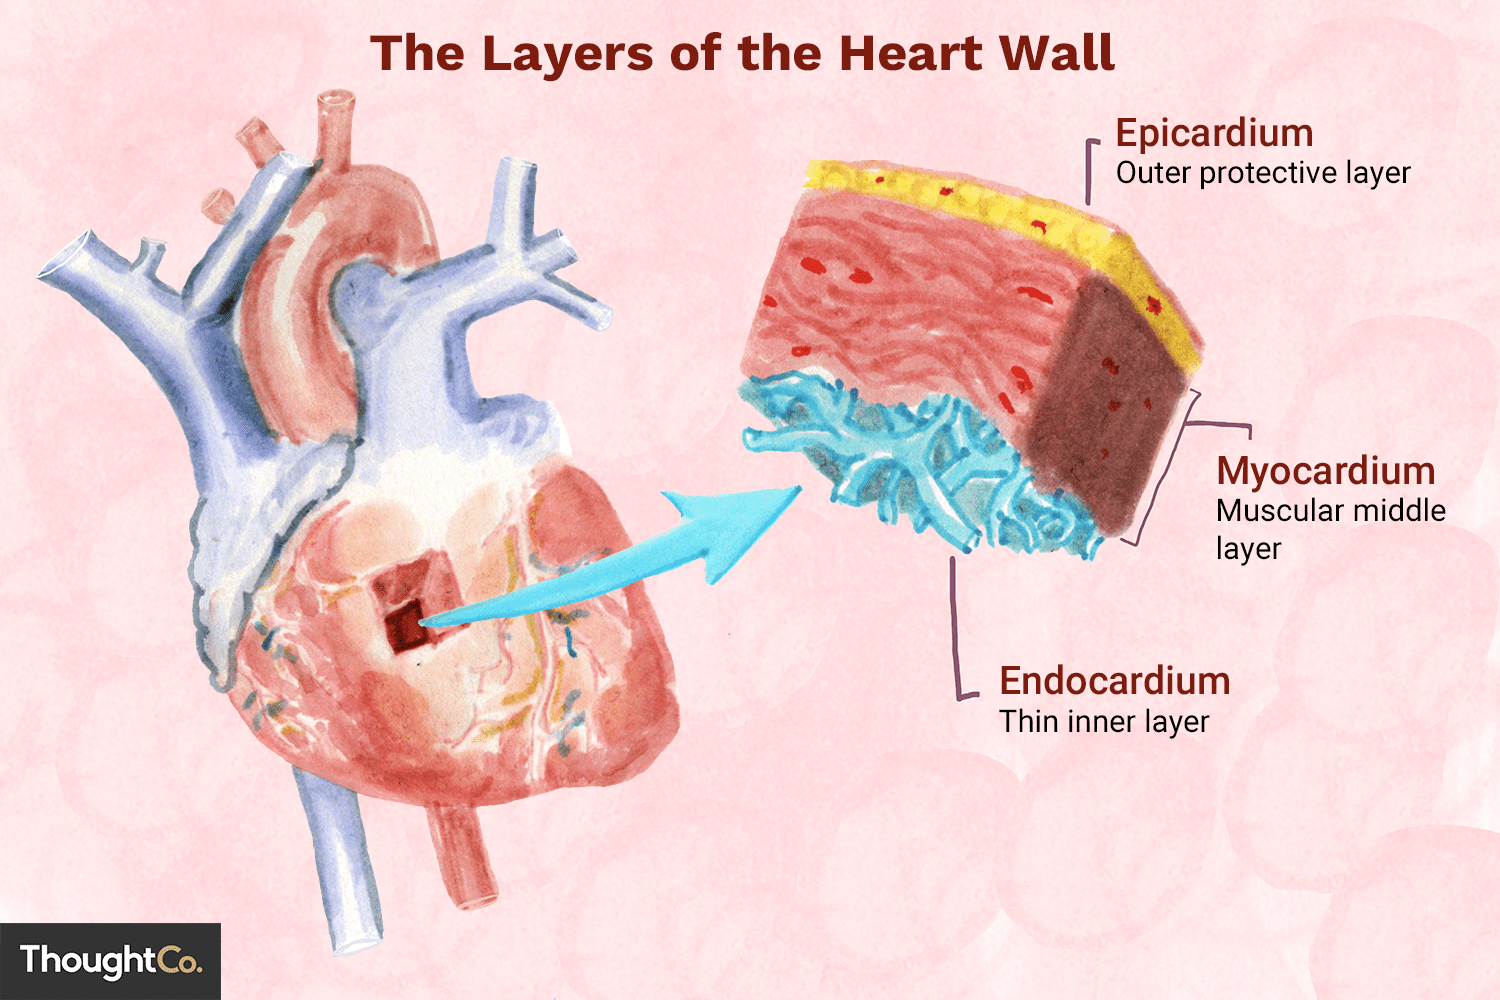 The Layers of the Heart Wall
Epicardium
Outer protective layer
Myocardium
Muscular middle
layer
Endocardium
Thin inner layer
ThoughtCo.